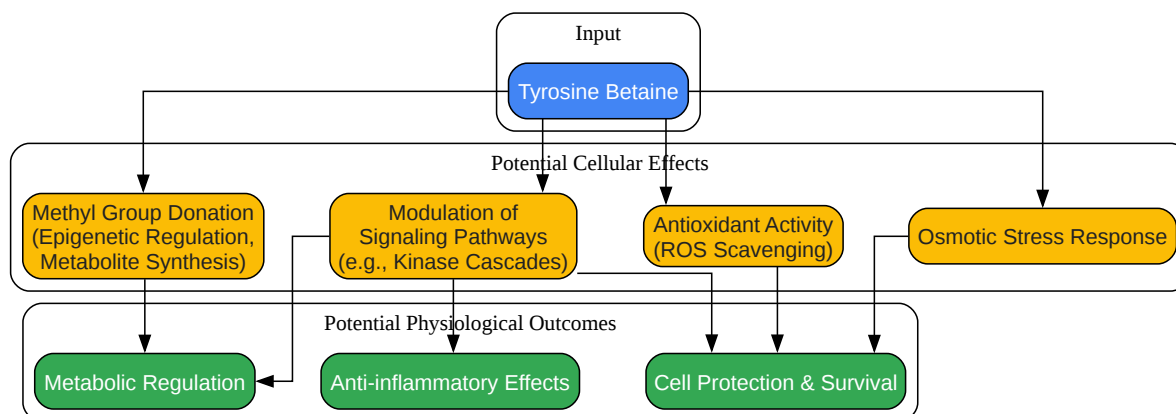 Input
Tyrosine Betaine
Potential Cellular Effects
Methyl Group Donation
(Epigenetic Regulation,
Metabolite Synthesis)
Modulation of
Signaling Pathways
(e.g., Kinase Cascades)
Antioxidant Activity
(ROS Scavenging)
Osmotic Stress Response
Potential Physiological Outcomes
Metabolic Regulation
Anti-inflammatory Effects
Cell Protection & Survival